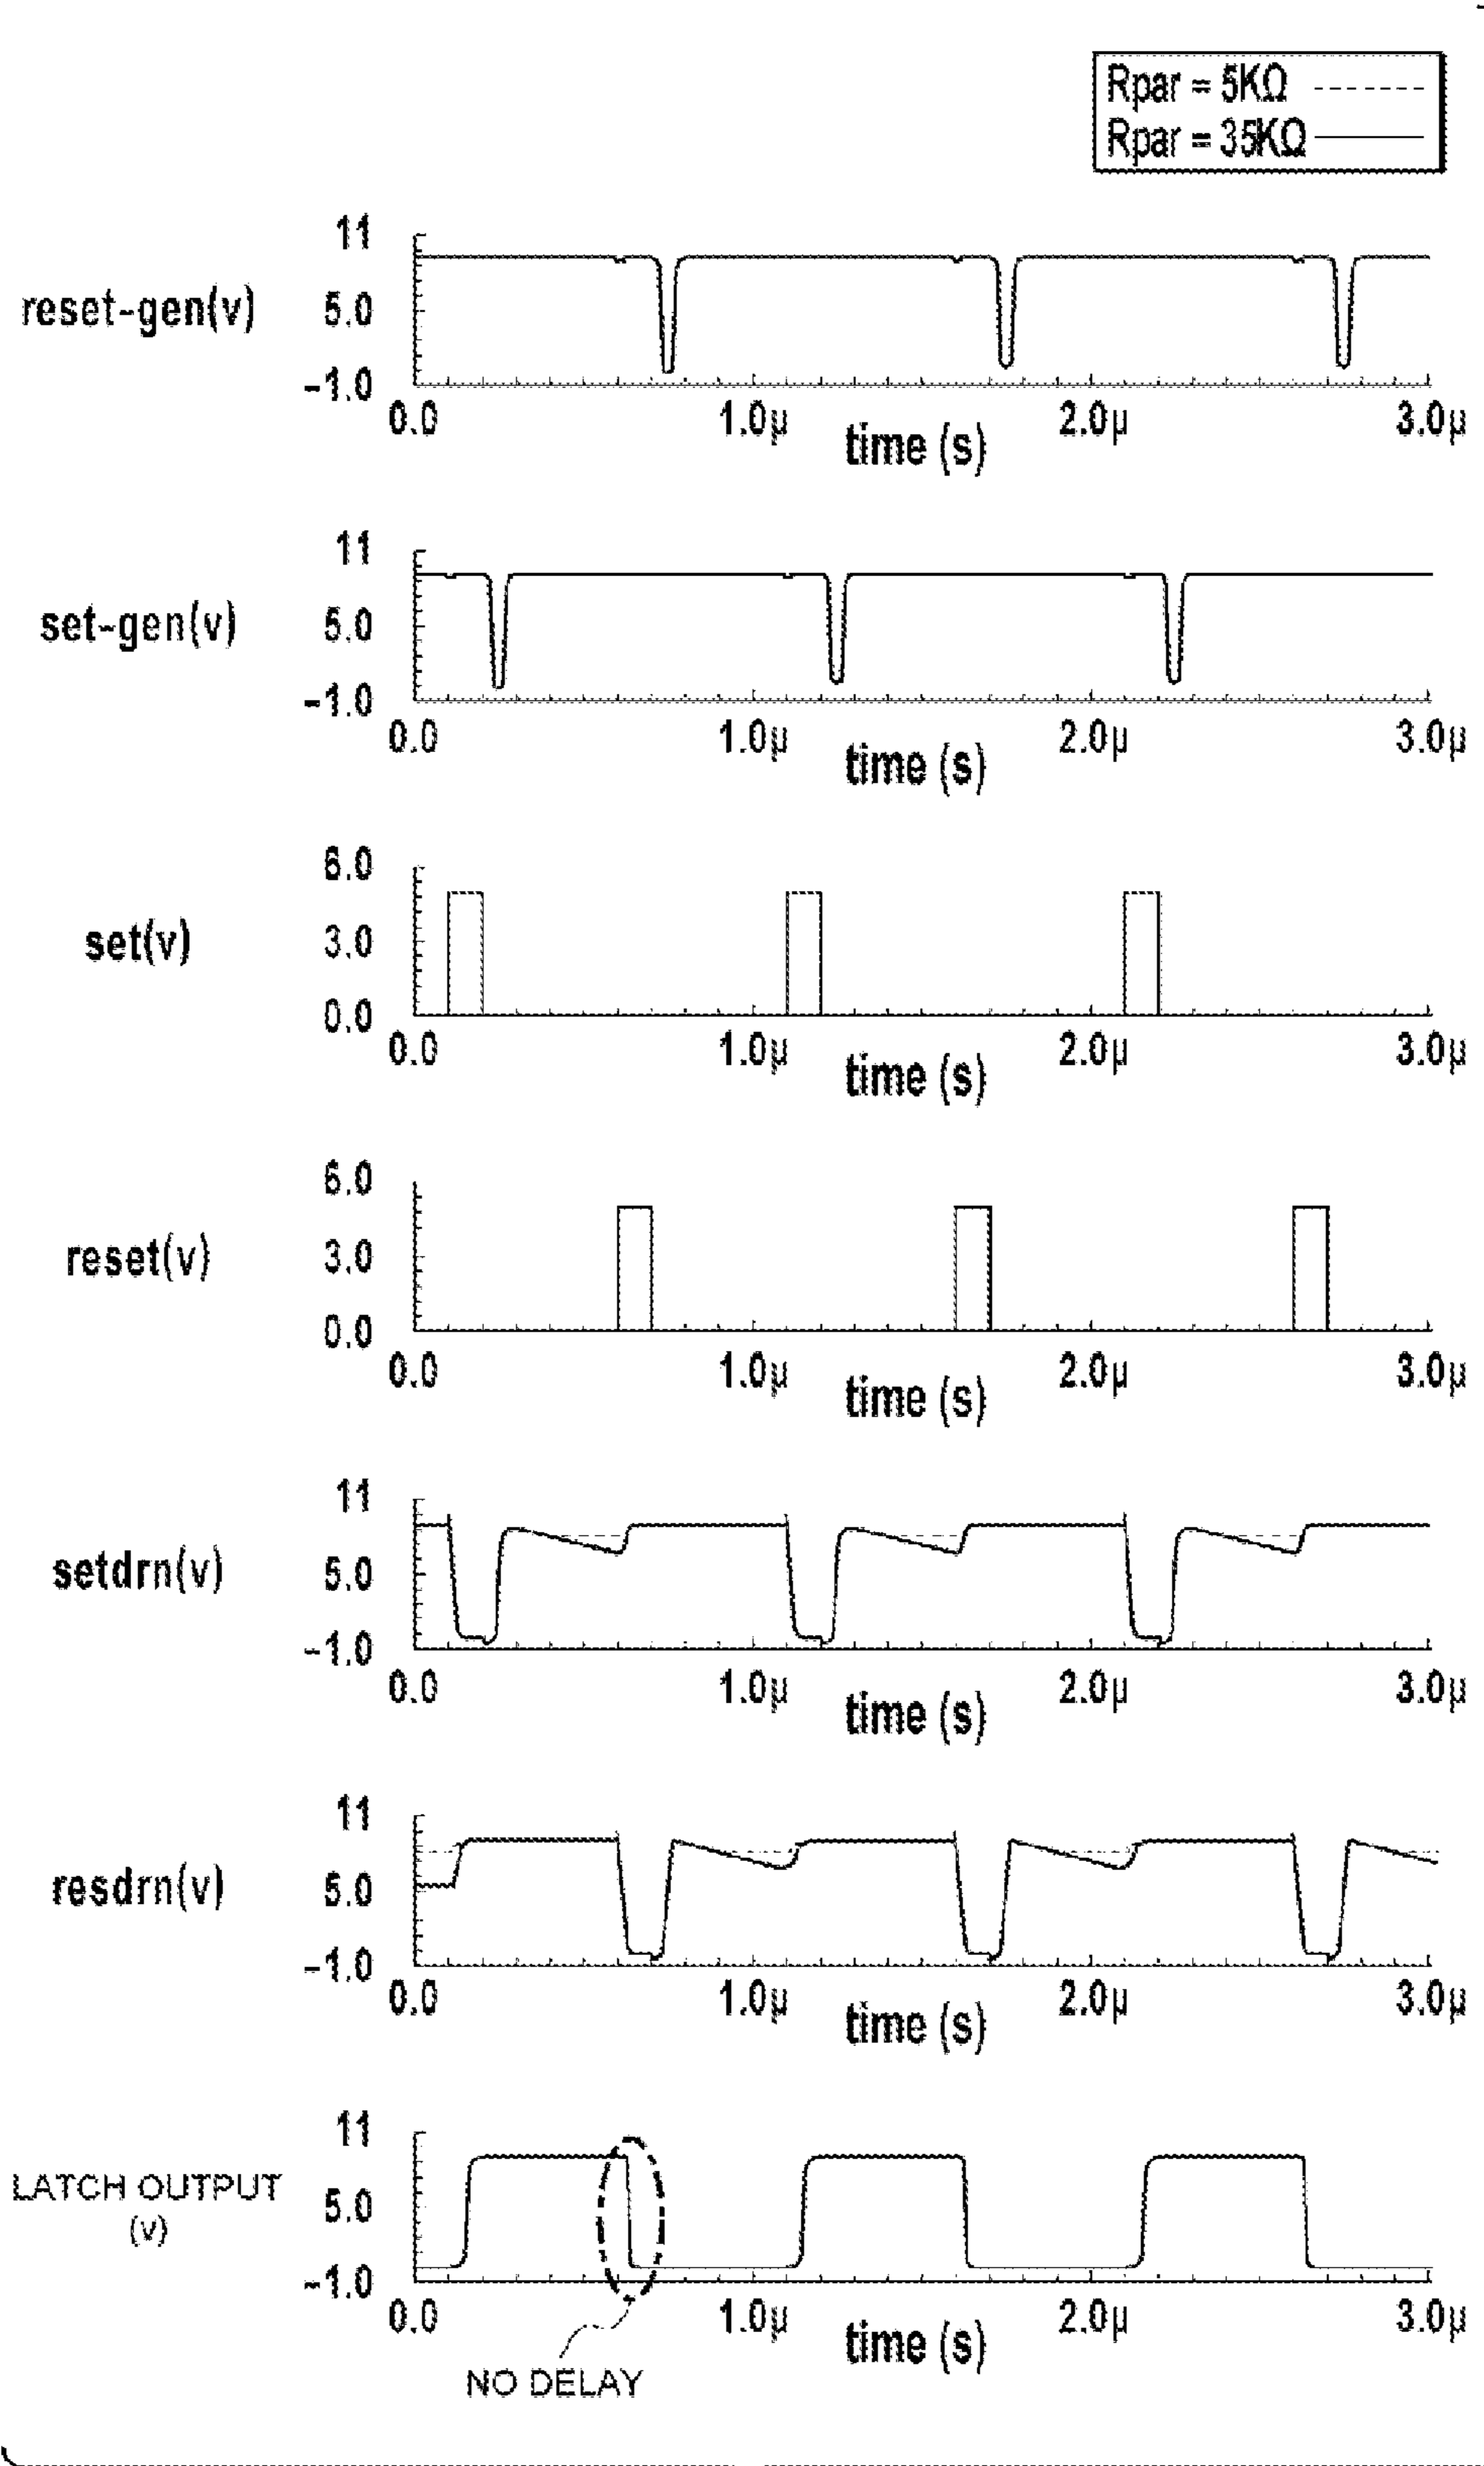 Rpar = 5KΩ
Rpar = 35KΩ
11
reset-gen(v) 5.0
-1.0
0.0 1.0μ 2.0μ 3.0μ
time (s)
11
set-gen(v) 5.0
-1.0
0.0 1.0μ 2.0μ 3.0μ
time (s)
6.0
set(v) 3.0
0.0
0.0 1.0μ 2.0μ 3.0μ
time (s)
6.0
reset(v) 3.0
0.0
0.0 1.0μ 2.0μ 3.0μ
time (s)
11
setdrn(v) 5.0
-1.0
0.0 1.0μ 2.0μ 3.0μ
time (s)
11
resdrn(v) 5.0
-1.0
0.0 1.0μ 2.0μ 3.0μ
time (s)
11
LATCH OUTPUT 5.0
(v)
-1.0
0.0 1.0μ 2.0μ 3.0μ
time (s)
NO DELAY